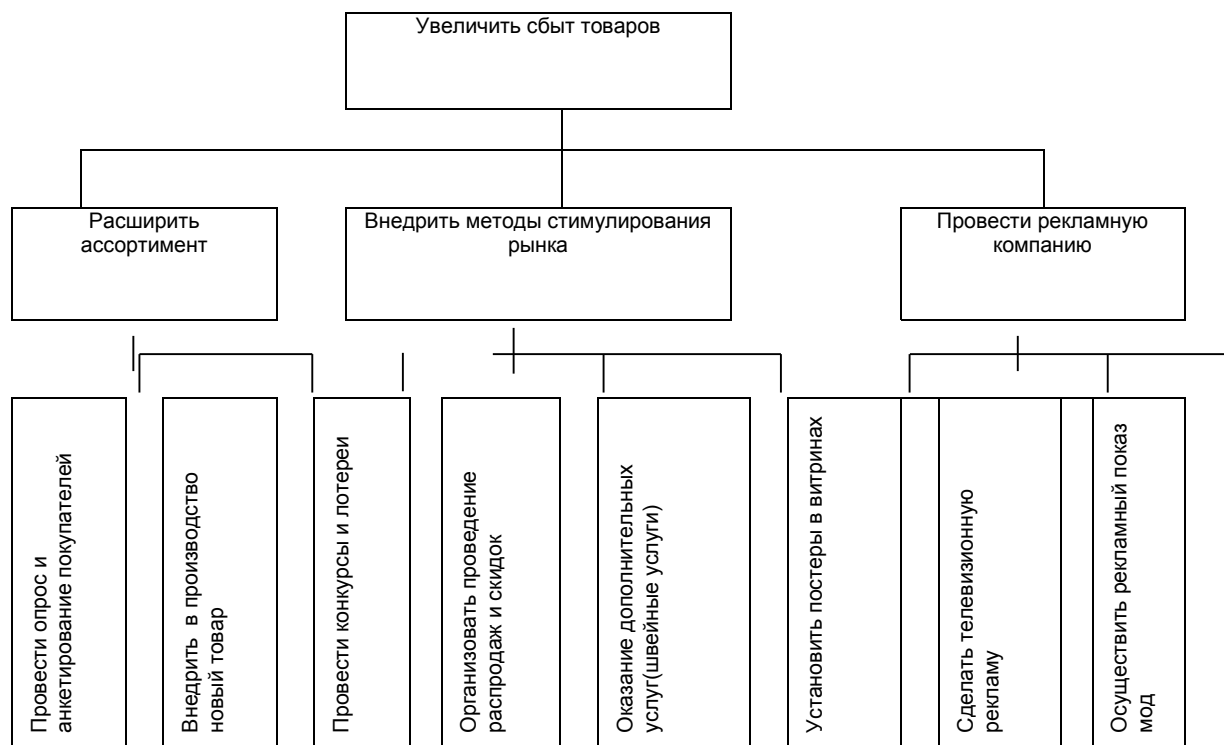 Увеличить сбыт товаров
Расширить
ассортимент
Внедрить методы стимулирования
рынка
Провести рекламную
компанию
Провести опрос и
анкетирование покупателей
Внедрить  в производство
новый товар
Провести конкурсы и лотереи
Организовать проведение
распродаж и скидок
Оказание дополнительных
услуг(швейные услуги)
Установить постеры в витринах
Сделать телевизионную
рекламу
Осуществить рекламный показ
мод